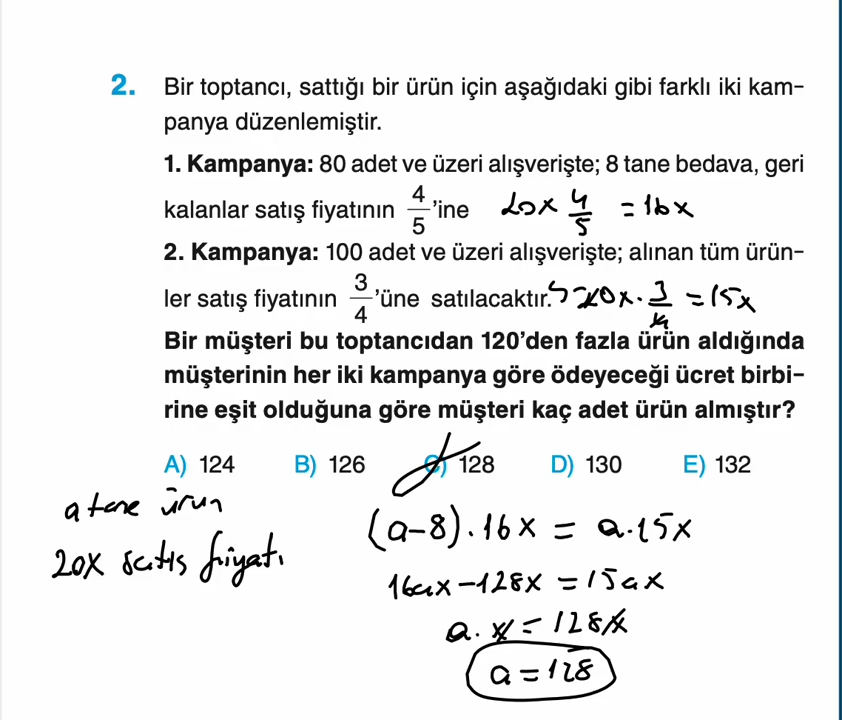 2. Bir toptancı, sattığı bir ürün için aşağıdaki gibi farklı iki kam-
panya düzenlemiştir.
1. Kampanya: 80 adet ve üzeri alışverişte; 8 tane bedava, geri
kalanlar satış fiyatının 4/5 'ine 20x 4/5 = 16x
2. Kampanya: 100 adet ve üzeri alışverişte; alınan tüm ürün-
ler satış fiyatının 3/4 'üne satılacaktır. 5 20x · 3/4 = 15x
Bir müşteri bu toptancıdan 120'den fazla ürün aldığında
müşterinin her iki kampanya göre ödeyeceği ücret birbi-
rine eşit olduğuna göre müşteri kaç adet ürün almıştır?
A) 124 B) 126 C) 128 D) 130 E) 132
a tane ürün
20x satış fiyatı
(a-8).16x = a.15x
16ax-128x = 15ax
a.x = 128x
a=128